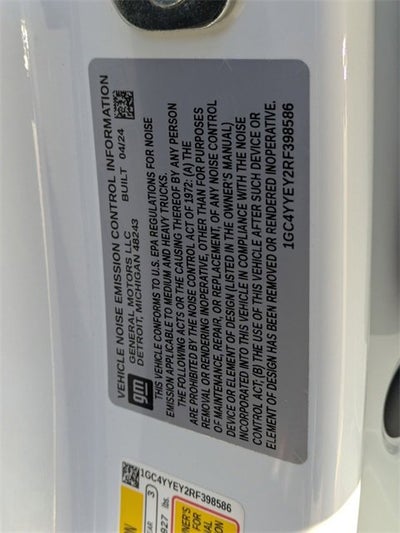 VEHICLE NOISE EMISSION CONTROL INFORMATION
GENERAL MOTORS LLC
DETROIT, MICHIGAN 48243
BUILT 04/24
gm
THIS VEHICLE CONFORMS TO U.S. EPA REGULATIONS FOR NOISE
EMISSION APPLICABLE TO MEDIUM AND HEAVY TRUCKS.
THE FOLLOWING ACTS OR THE CAUSING THEREOF BY ANY PERSON
ARE PROHIBITED BY THE NOISE CONTROL ACT OF 1972: (A) THE
REMOVAL OR RENDERING INOPERATIVE, OTHER THAN FOR PURPOSES
OF MAINTENANCE, REPAIR, OR REPLACEMENT, OF ANY NOISE CONTROL
DEVICE OR ELEMENT OF DESIGN (LISTED IN THE OWNER'S MANUAL)
INCORPORATED INTO THIS VEHICLE IN COMPLIANCE WITH THE NOISE
CONTROL ACT; (B) THE USE OF THIS VEHICLE AFTER SUCH DEVICE OR
ELEMENT OF DESIGN HAS BEEN REMOVED OR RENDERED INOPERATIVE.
1GC4YYEY2RF398586
1GC4YYEY2RF398586
3
927 lbs.
FOR